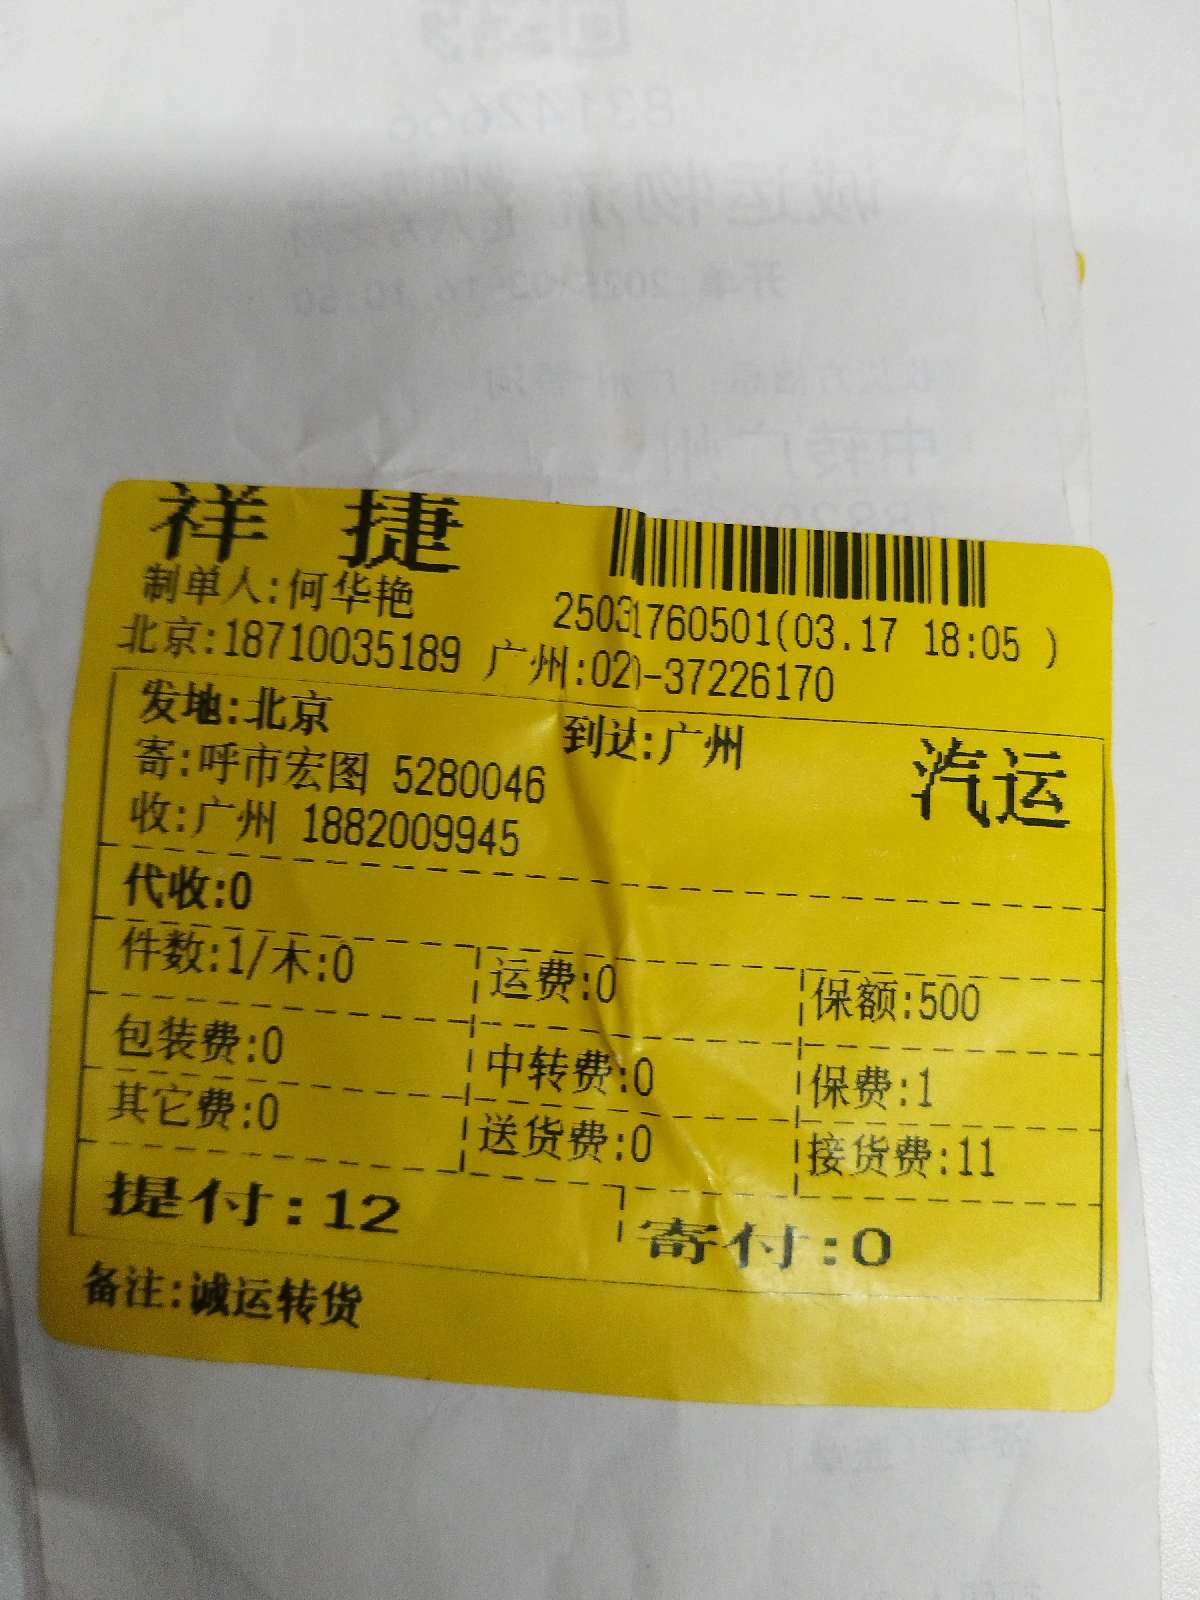 祥 捷
制单人:何华艳
25031760501(03.17 18:05 )
北京:18710035189 广州:020-37226170
发地:北京 到达:广州
汽运
寄:呼市宏图 5280046
收:广州 1882009945
代收:0
件数:1/木:0 运费:0 保额:500
包装费:0 中转费:0 保费:1
其它费:0 送货费:0 接货费:11
提付:12 寄付:0
备注:诚运转货